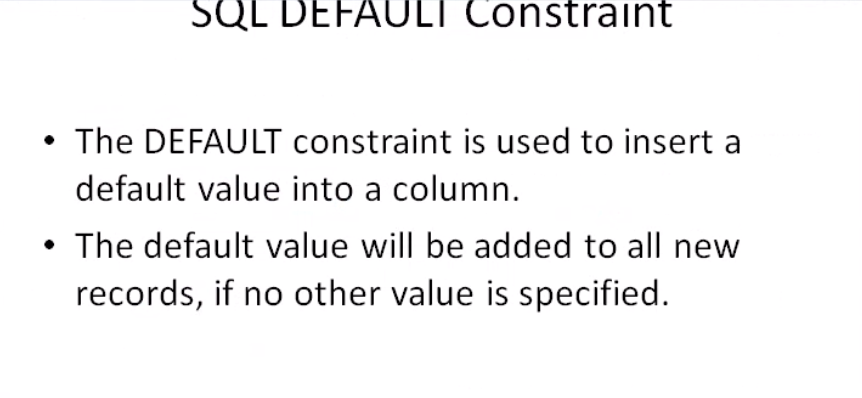 SQL DEFAULT Constraint
• The DEFAULT constraint is used to insert a
default value into a column.
• The default value will be added to all new
records, if no other value is specified.